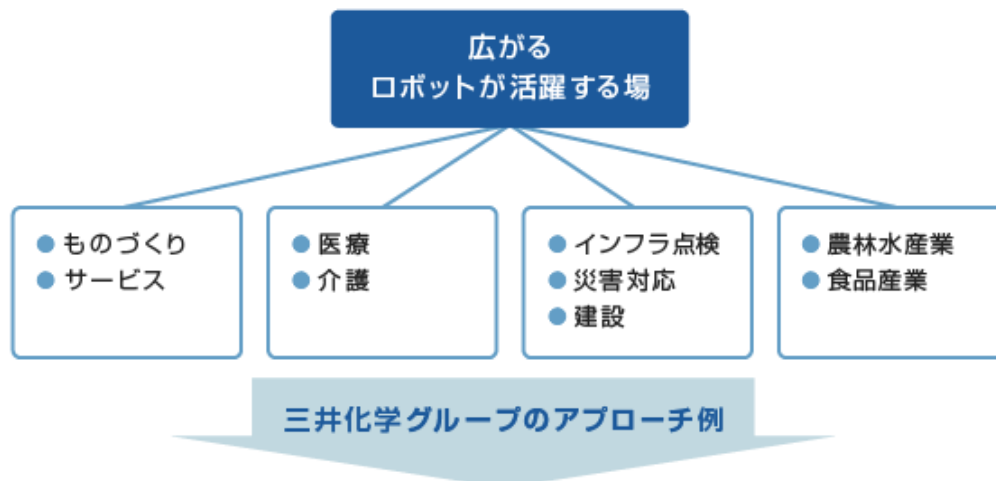 広がる
ロボットが活躍する場
● ものづくり
● サービス
● 医療
● 介護
● インフラ点検
● 災害対応
● 建設
● 農林水産業
● 食品産業
三井化学グループのアプローチ例